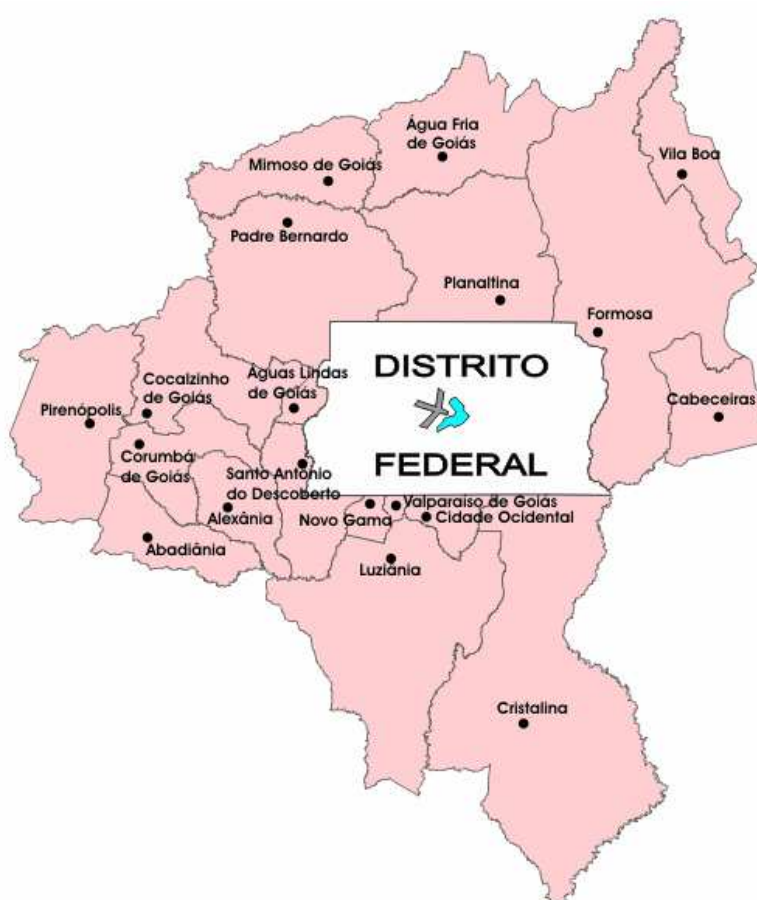 Água Fria
de Goiás
Mimoso de Goiás
Vila Boa
Padre Bernardo
Planaltina
Formosa
DISTRITO
FEDERAL
Águas Lindas
de Goiás
Cocalzinho
de Goiás
Pirenópolis
Cabeceiras
Corumbá
de Goiás
Santo Antônio
do Descoberto
Alexânia
Abadiânia
Novo Gama
Valparaiso de Goiás
Cidade Ocidental
Luziânia
Cristalina